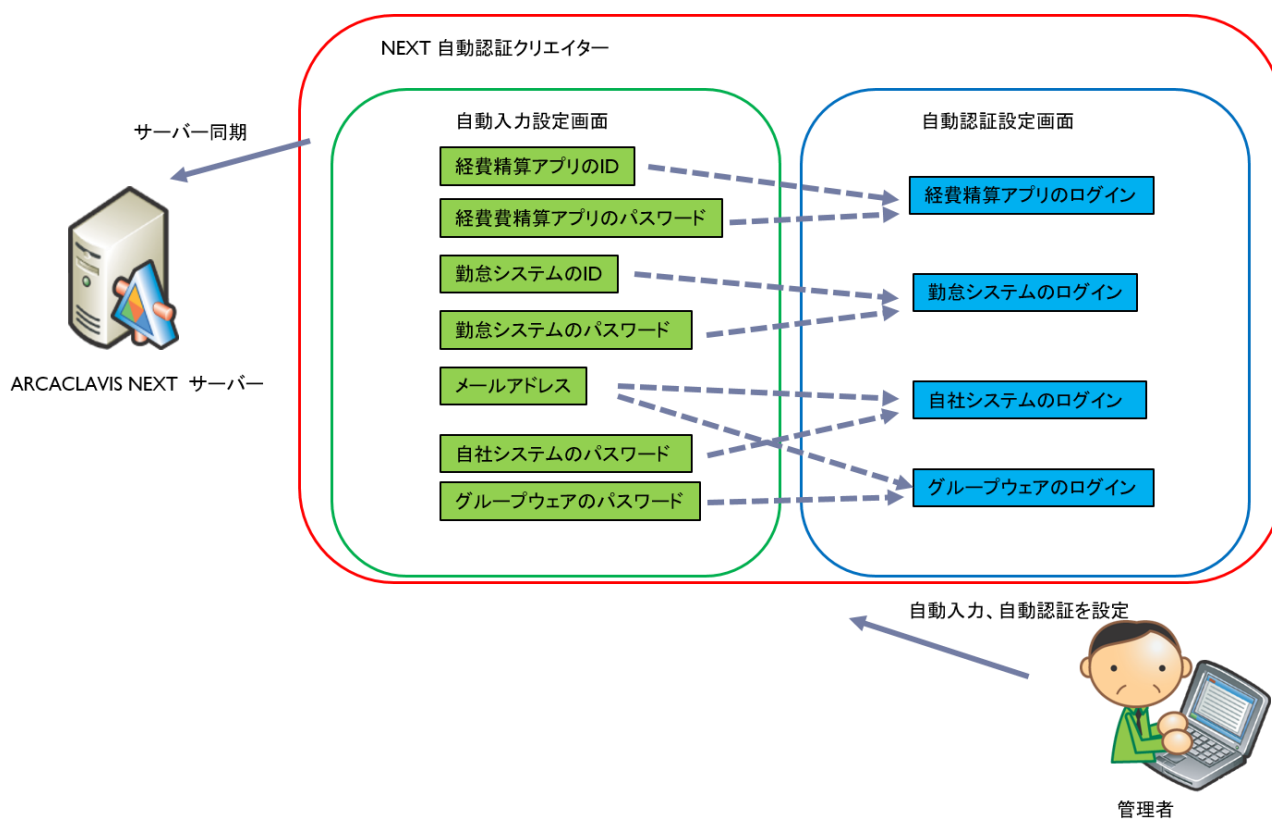 NEXT 自動認証クリエイター
サーバー同期
自動入力設定画面
自動認証設定画面
経費精算アプリのID
経費費精算アプリのパスワード
経費精算アプリのログイン
勤怠システムのID
勤怠システムのパスワード
勤怠システムのログイン
メールアドレス
自社システムのログイン
自社システムのパスワード
グループウェアのパスワード
グループウェアのログイン
ARCACLAVIS NEXT サーバー
自動入力、自動認証を設定
管理者